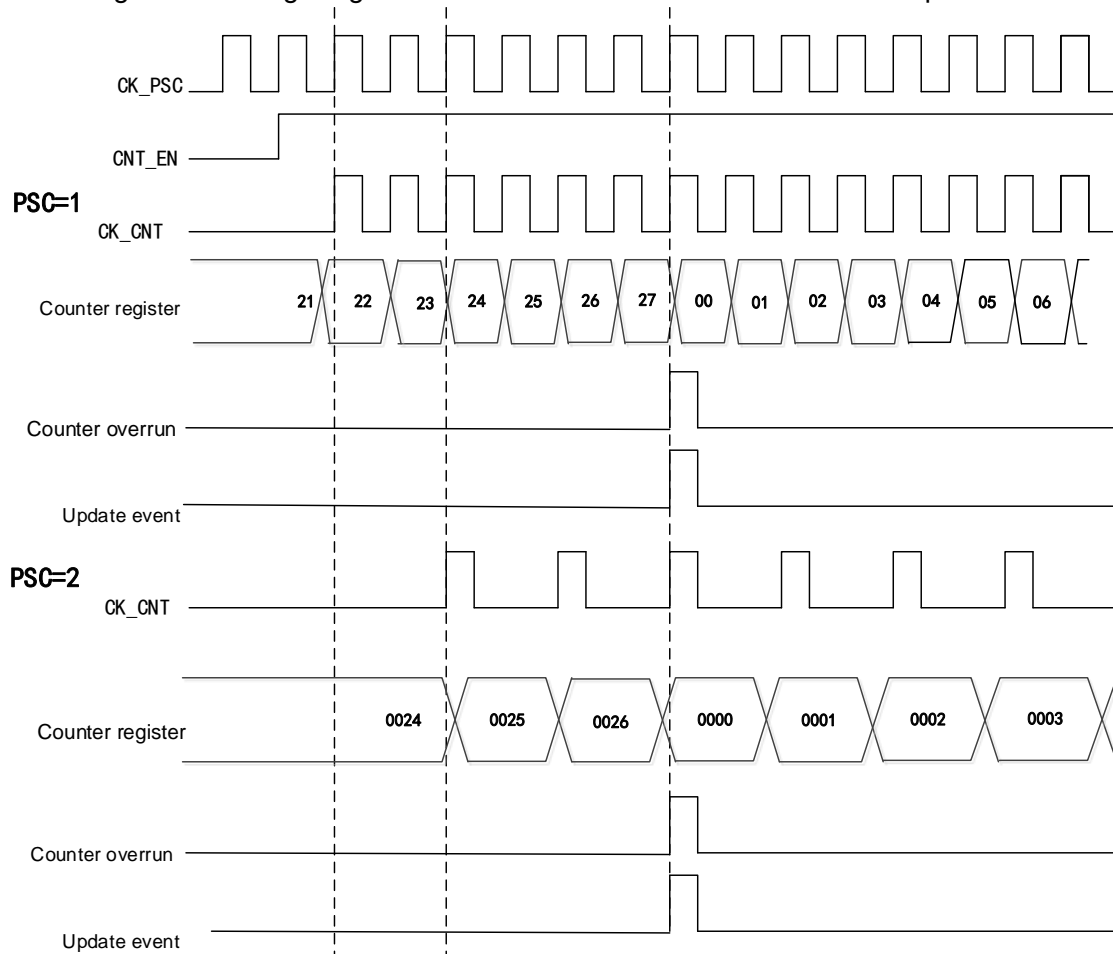 CK_PSC
CNT_EN
PSC=1
CK_CNT
Counter register 21 22 23 24 25 26 27 00 01 02 03 04 05 06
Counter overrun
Update event
PSC=2
CK_CNT
Counter register 0024 0025 0026 0000 0001 0002 0003
Counter overrun
Update event